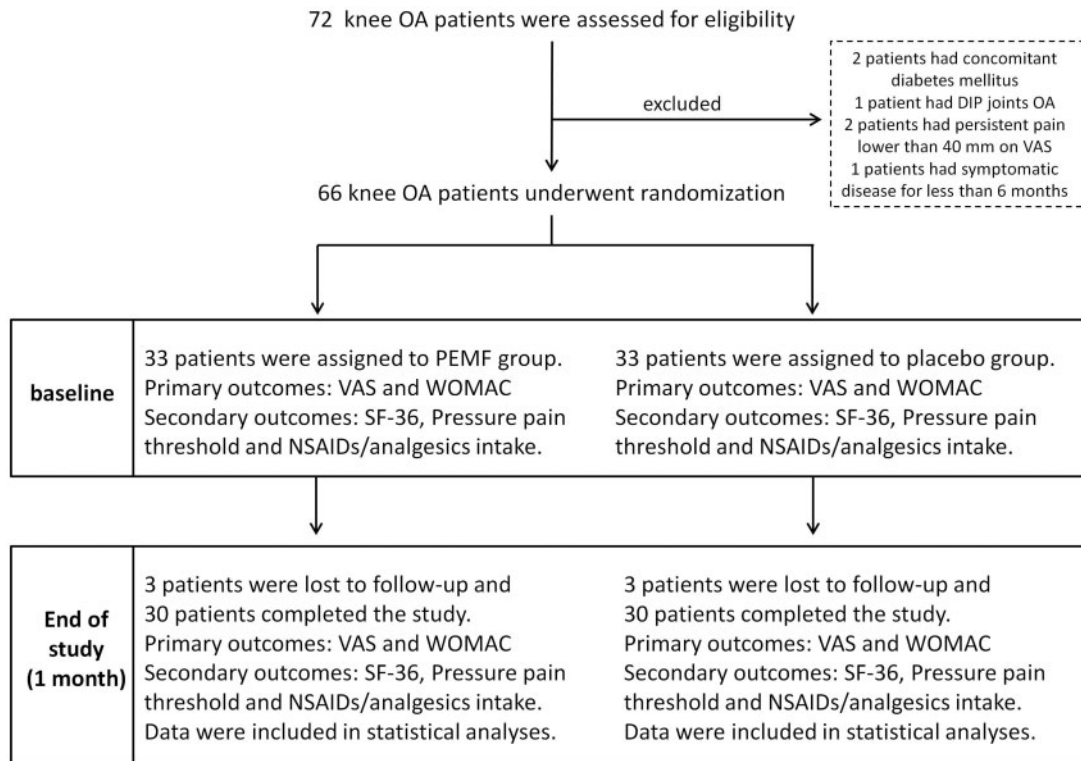 72 knee OA patients were assessed for eligibility
excluded
2 patients had concomitant
diabetes mellitus
1 patient had DIP joints OA
2 patients had persistent pain
lower than 40 mm on VAS
1 patients had symptomatic
disease for less than 6 months
66 knee OA patients underwent randomization
baseline
33 patients were assigned to PEMF group.
Primary outcomes: VAS and WOMAC
Secondary outcomes: SF-36, Pressure pain
threshold and NSAIDs/analgesics intake.
33 patients were assigned to placebo group.
Primary outcomes: VAS and WOMAC
Secondary outcomes: SF-36, Pressure pain
threshold and NSAIDs/analgesics intake.
End of
study
(1 month)
3 patients were lost to follow-up and
30 patients completed the study.
Primary outcomes: VAS and WOMAC
Secondary outcomes: SF-36, Pressure pain
threshold and NSAIDs/analgesics intake.
Data were included in statistical analyses.
3 patients were lost to follow-up and
30 patients completed the study.
Primary outcomes: VAS and WOMAC
Secondary outcomes: SF-36, Pressure pain
threshold and NSAIDs/analgesics intake.
Data were included in statistical analyses.